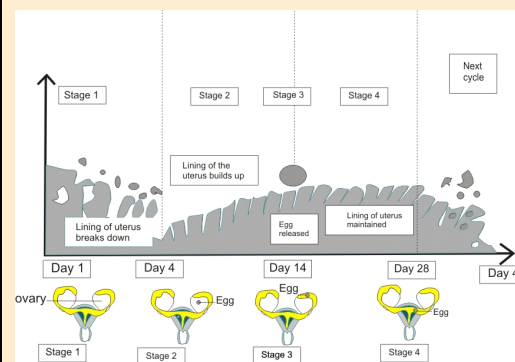 Next
cycle
Stage 1
Stage 2
Stage 3
Stage 4
Lining of the
uterus builds up
Lining of uterus
breaks down
Egg
released
Lining of uterus
maintained
Day 1
Day 4
Day 14
Day 28
Day 4
ovary
Egg
Egg
Egg
Stage 1
Stage 2
Stage 3
Stage 4